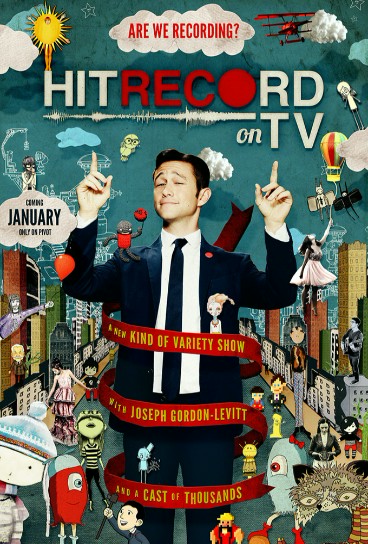 ARE WE RECORDING?
HITRECORD
on TV
COMING
JANUARY
ONLY ON PIVOT
A NEW KIND OF VARIETY SHOW
WITH JOSEPH GORDON-LEVITT
AND A CAST OF THOUSANDS